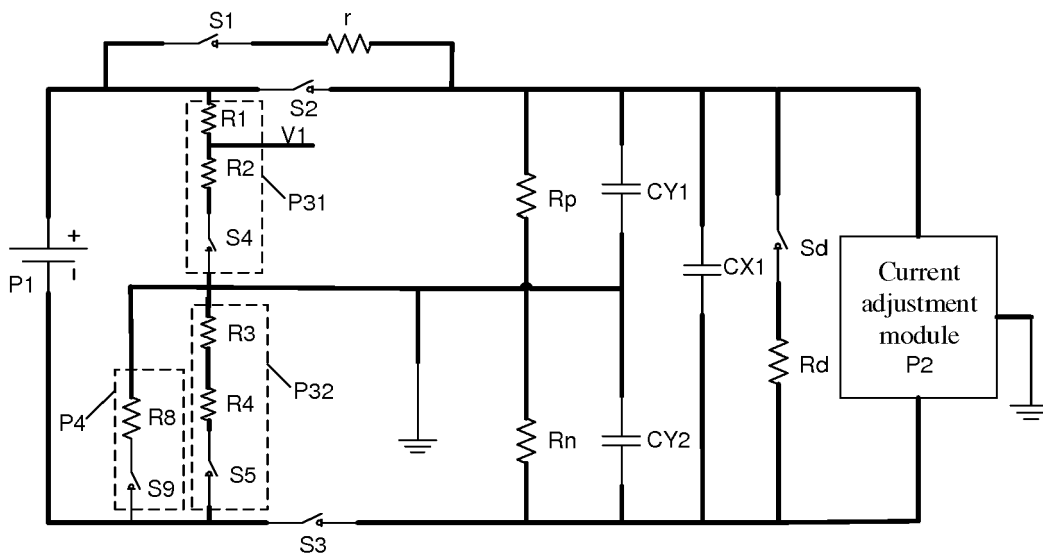 S1
r
S2
R1
V1
R2
P31
S4
+
-
P1
Rp
CY1
CX1
Sd
Current
adjustment
module
P2
R3
P32
R4
Rd
P4
R8
S9
S5
Rn
CY2
S3